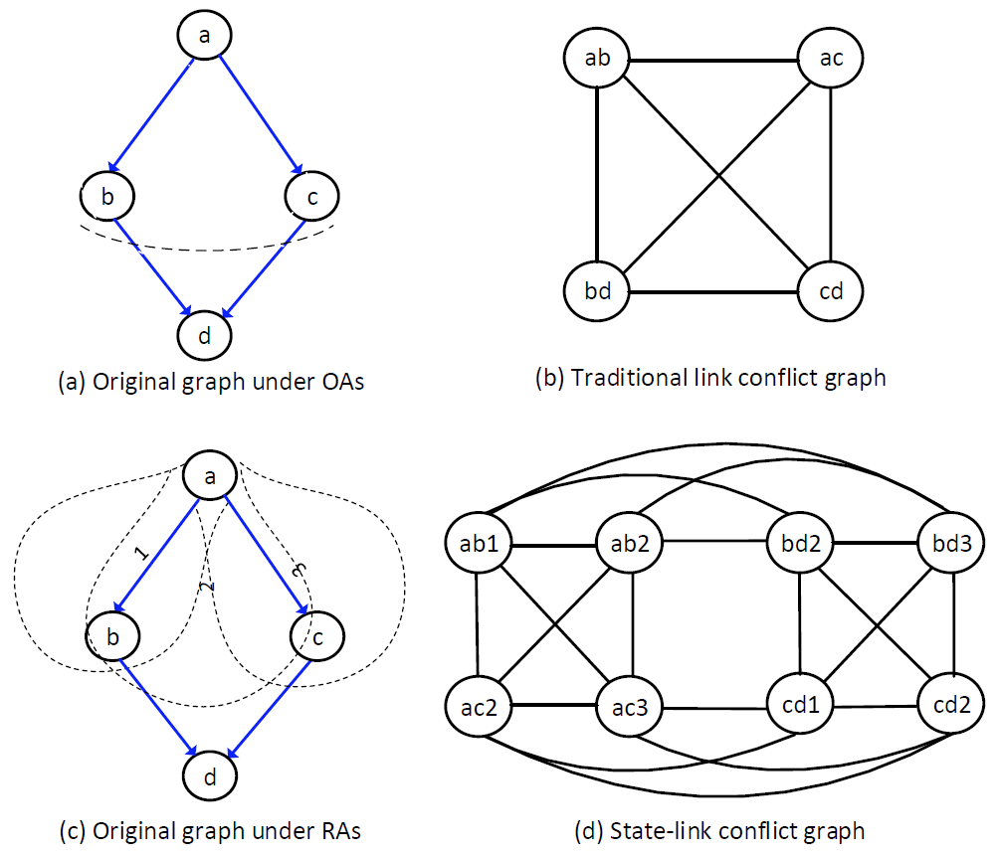 a
b
c
d
(a) Original graph under OAs
ab
ac
bd
cd
(b) Traditional link conflict graph
a
1
2
3
b
c
d
(c) Original graph under RAs
ab1
ab2
bd2
bd3
ac2
ac3
cd1
cd2
(d) State-link conflict graph